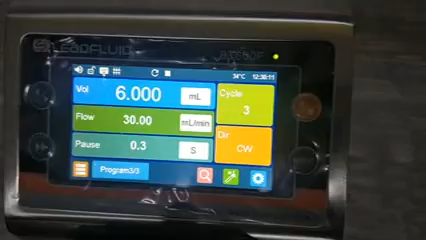 LEADFLUID
34°C 12:38:11
Vol 6.000 mL
Cycle
3
Flow 30.00 mL/min
Pause 0.3 S
Dir
CW
Program3/3